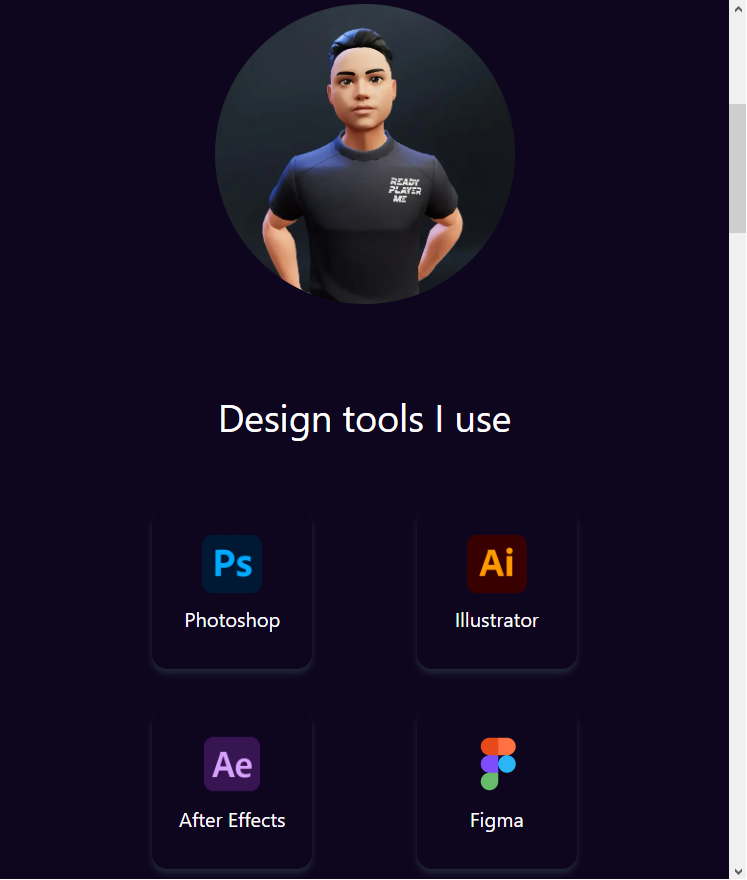 READY
PLAYER
ME
Design tools I use
Ps
Ai
Photoshop
Illustrator
Ae
After Effects
Figma